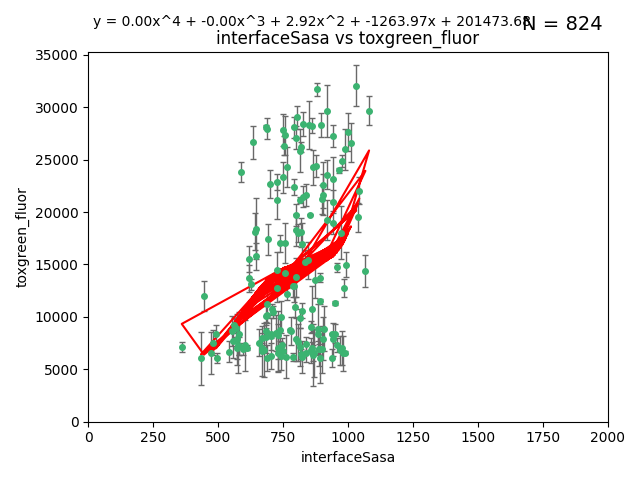 y = 0.00x^4 + -0.00x^3 + 2.92x^2 + -1263.97x + 201473.68
N = 824
interfaceSasa vs toxgreen_fluor
35000
30000
25000
20000
15000
10000
5000
0
toxgreen_fluor
0 250 500 750 1000 1250 1500 1750 2000
interfaceSasa